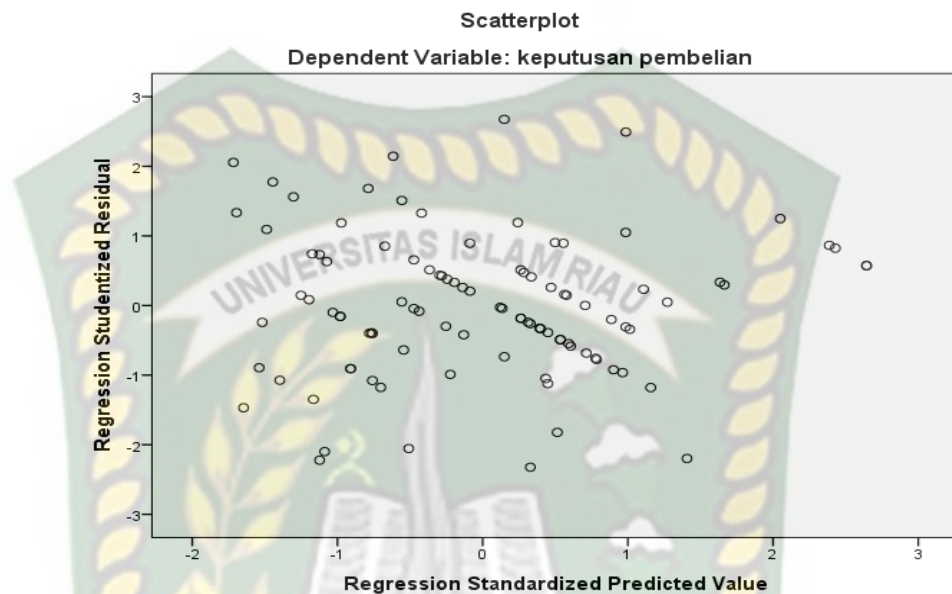 Scatterplot
Dependent Variable: keputusan pembelian
Regression Studentized Residual
3
2
1
0
-1
-2
-3
UNIVERSITAS ISLAM RIAU
-2
-1
0
1
2
3
Regression Standardized Predicted Value